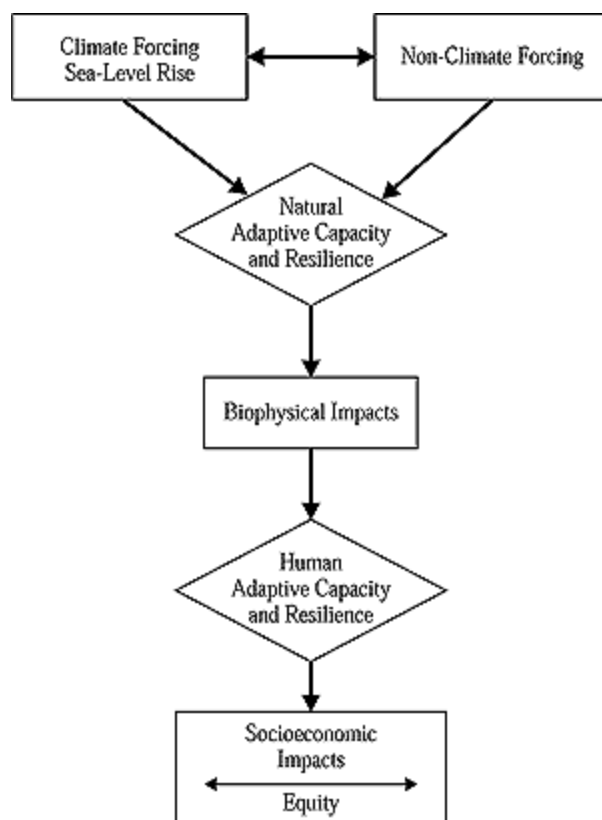 Climate Forcing
Sea-Level Rise
Non-Climate Forcing
Natural
Adaptive Capacity
and Resilience
Biophysical Impacts
Human
Adaptive Capacity
and Resilience
Socioeconomic
Impacts
Equity